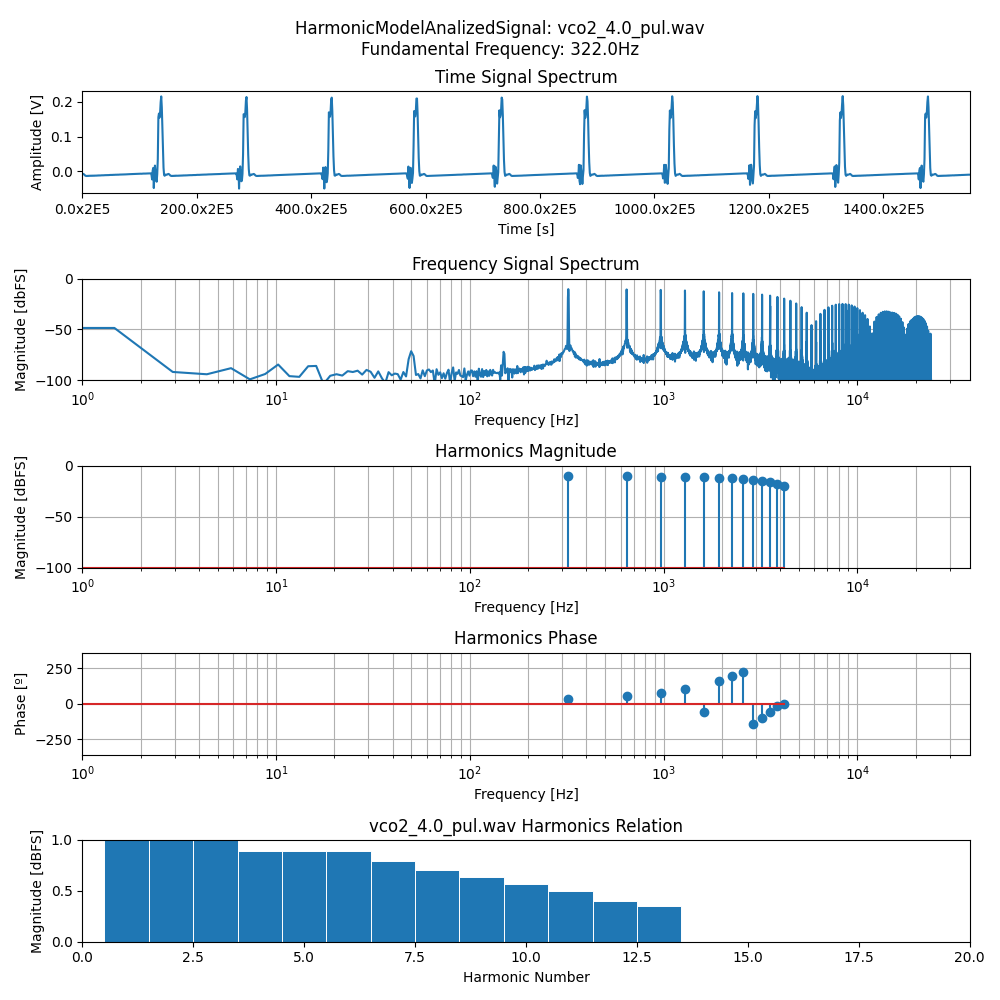 HarmonicModelAnalizedSignal: vco2_4.0_pul.wav
Fundamental Frequency: 322.0Hz
Time Signal Spectrum
Amplitude [V]
0.2
0.1
0.0
0.0x2E5 200.0x2E5 400.0x2E5 600.0x2E5 800.0x2E5 1000.0x2E5 1200.0x2E5 1400.0x2E5
Time [s]
Frequency Signal Spectrum
Magnitude [dbFS]
0
−50
−100
10⁰ 10¹ 10² 10³ 10⁴
Frequency [Hz]
Harmonics Magnitude
Magnitude [dBFS]
0
−50
−100
10⁰ 10¹ 10² 10³ 10⁴
Frequency [Hz]
Harmonics Phase
Phase [º]
250
0
−250
10⁰ 10¹ 10² 10³ 10⁴
Frequency [Hz]
vco2_4.0_pul.wav Harmonics Relation
Magnitude [dBFS]
1.0
0.5
0.0
0.0 2.5 5.0 7.5 10.0 12.5 15.0 17.5 20.0
Harmonic Number